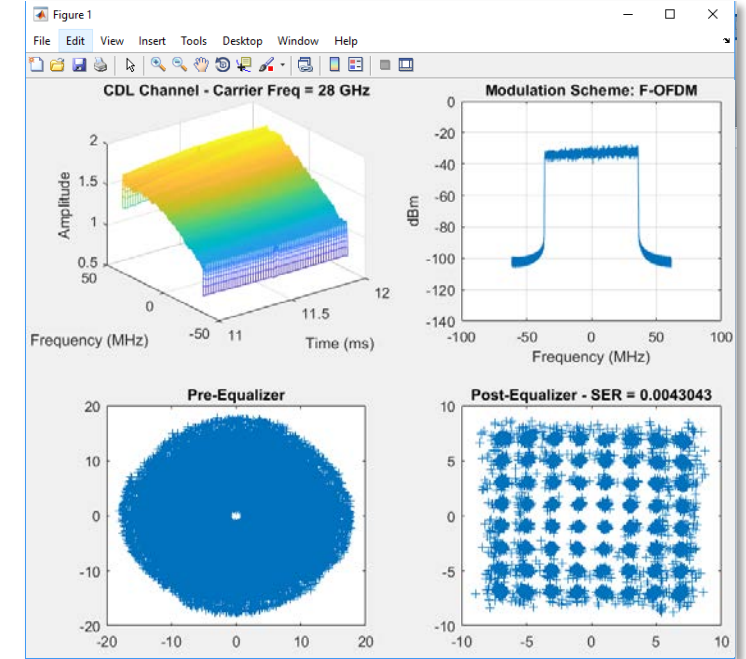 Figure 1
File Edit View Insert Tools Desktop Window Help
CDL Channel - Carrier Freq = 28 GHz
2
1.5
1
0.5
Amplitude
50
0
-50
Frequency (MHz)
11
11.5
12
Time (ms)
Modulation Scheme: F-OFDM
0
-20
-40
-60
-80
-100
-120
-140
dBm
-100 -50 0 50 100
Frequency (MHz)
Pre-Equalizer
20
10
0
-10
-20
-20 -10 0 10 20
Post-Equalizer - SER = 0.0043043
10
5
0
-5
-10
-10 -5 0 5 10